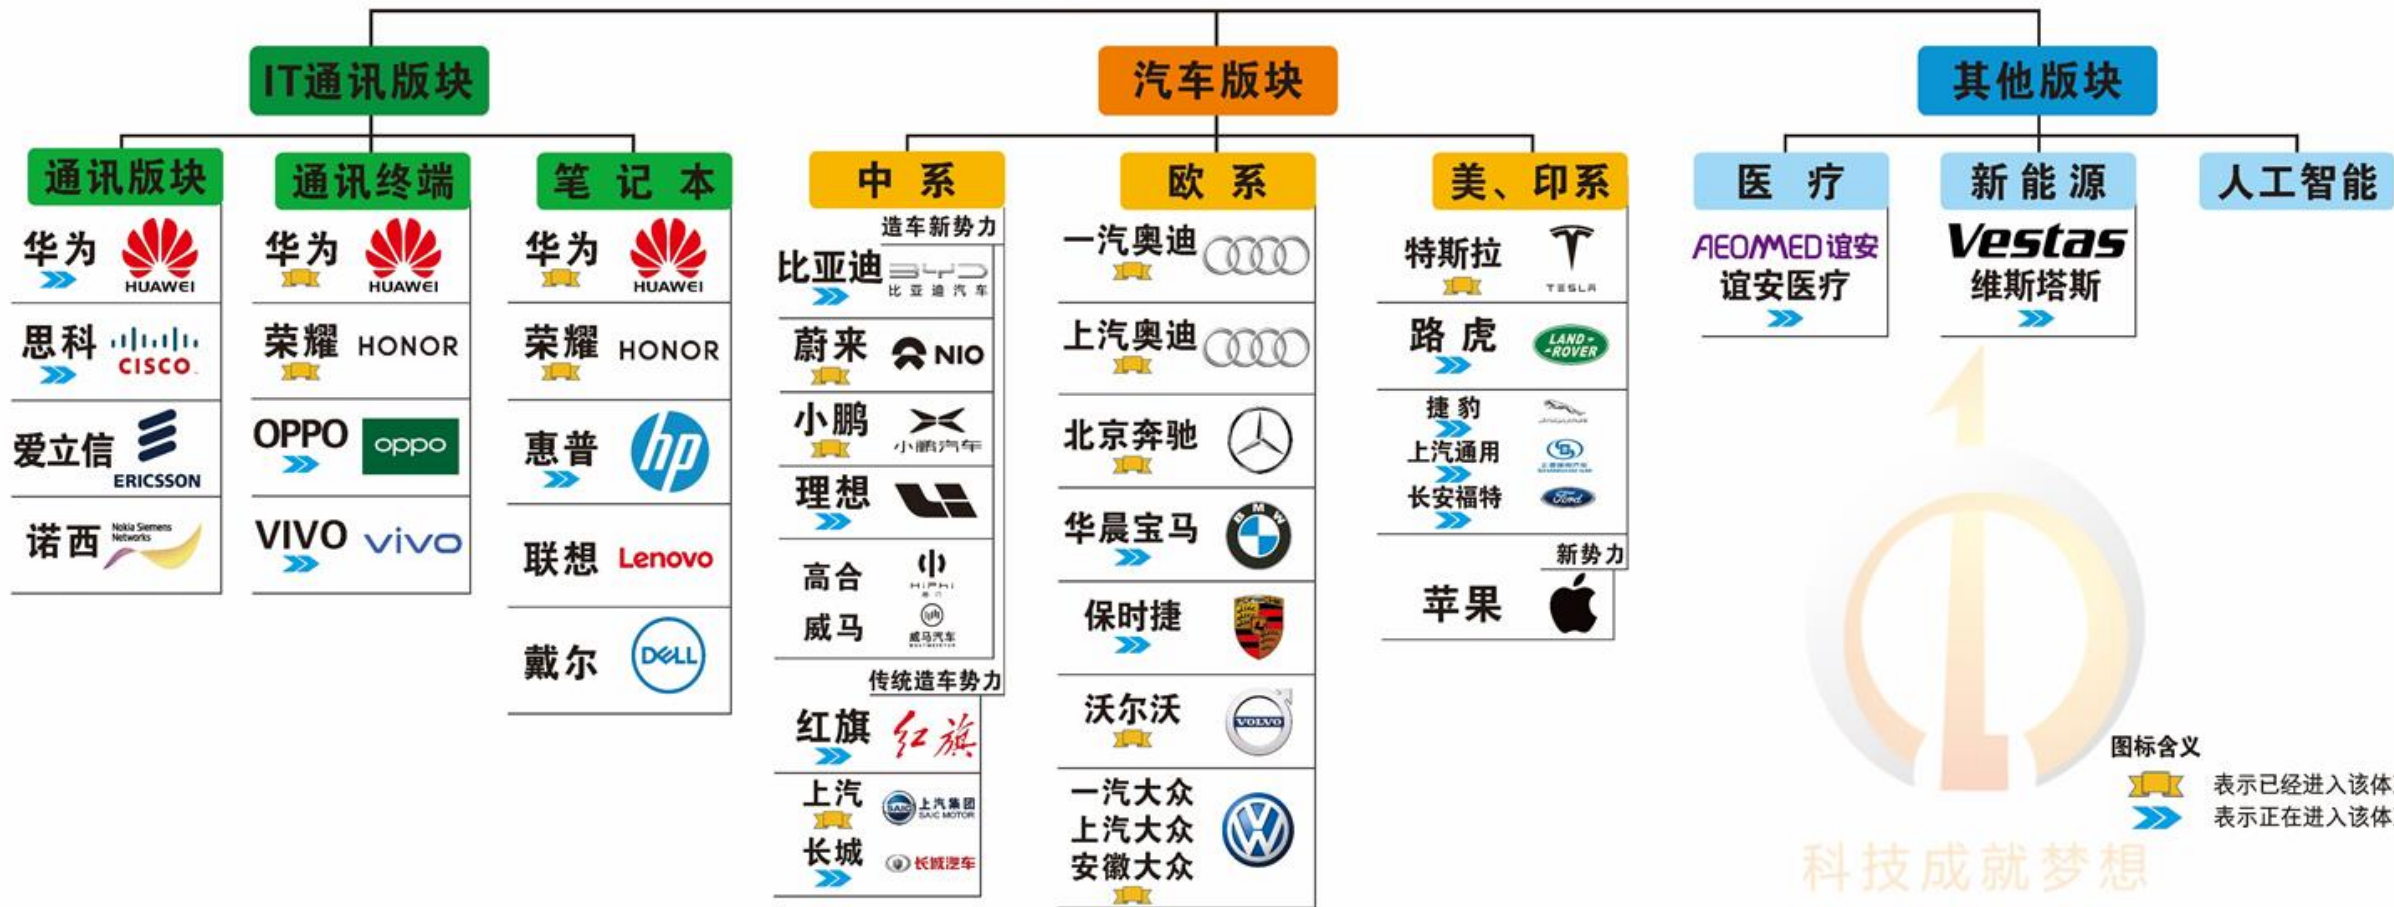 IT通讯版块
汽车版块
其他版块
通讯版块
通讯终端
笔记本
中系
欧系
美、印系
医疗
新能源
人工智能
华为
HUAWEI
思科
CISCO
爱立信
ERICSSON
诺西
Nokia Siemens
Networks
华为
HUAWEI
荣耀
HONOR
OPPO
oppo
VIVO
vivo
华为
HUAWEI
荣耀
HONOR
惠普
hp
联想
Lenovo
戴尔
DELL
造车新势力
比亚迪
BYD
比亚迪汽车
蔚来
NIO
小鹏
小鹏汽车
理想
高合
HiPhi
威马
威马汽车
传统造车势力
红旗
红旗
上汽
SAIC
上汽集团
SAIC MOTOR
长城
长城汽车
一汽奥迪
上汽奥迪
北京奔驰
华晨宝马
BMW
保时捷
沃尔沃
VOLVO
一汽大众
上汽大众
安徽大众
特斯拉
TESLA
路虎
LAND-
-ROVER
捷豹
JAGUAR
上汽通用
长安福特
Ford
新势力
苹果
AEOMMED 谊安
谊安医疗
Vestas
维斯塔斯
图标含义
表示已经进入该体
表示正在进入该体
科技成就梦想